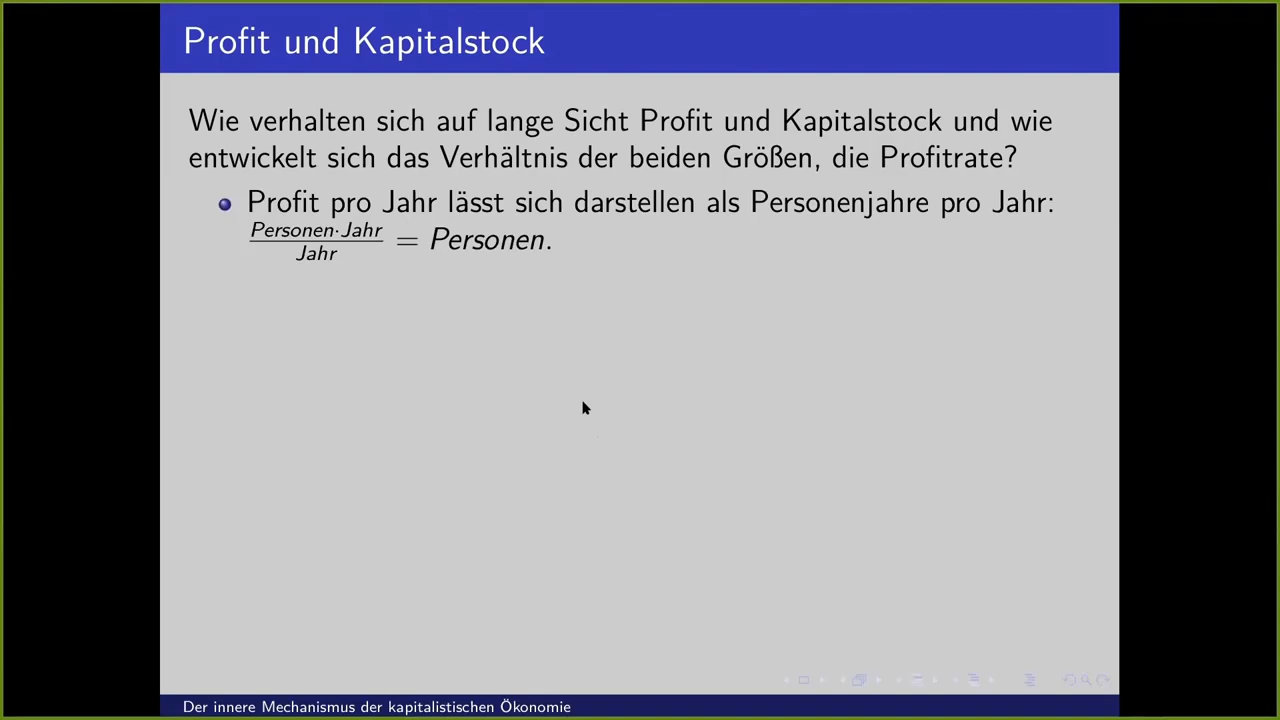 Profit und Kapitalstock
Wie verhalten sich auf lange Sicht Profit und Kapitalstock und wie
entwickelt sich das Verhältnis der beiden Größen, die Profitrate?
Profit pro Jahr lässt sich darstellen als Personenjahre pro Jahr:
Personen·Jahr
Jahr
= Personen.
Der innere Mechanismus der kapitalistischen Ökonomie